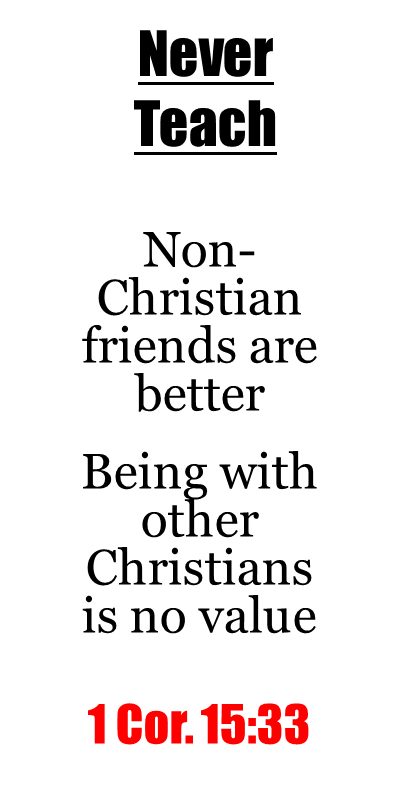 Never
Teach
Non-
Christian
friends are
better
Being with
other
Christians
is no value
1 Cor. 15:33